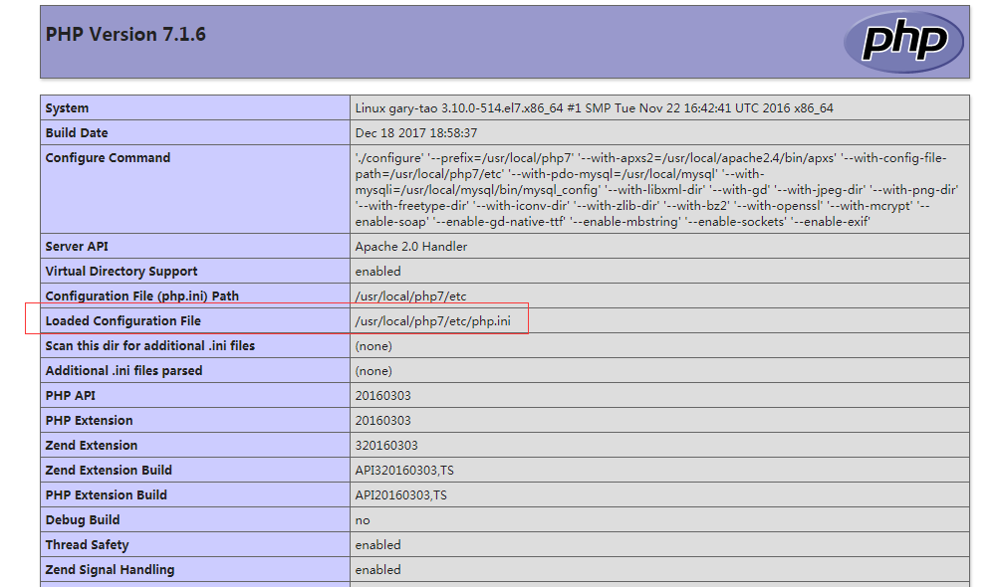 PHP Version 7.1.6
php
System Linux gary-tao 3.10.0-514.el7.x86_64 #1 SMP Tue Nov 22 16:42:41 UTC 2016 x86_64
Build Date Dec 18 2017 18:58:37
Configure Command './configure' '--prefix=/usr/local/php7' '--with-apxs2=/usr/local/apache2.4/bin/apxs' '--with-config-file-
path=/usr/local/php7/etc' '--with-pdo-mysql=/usr/local/mysql' '--with-
mysqli=/usr/local/mysql/bin/mysql_config' '--with-libxml-dir' '--with-gd' '--with-jpeg-dir' '--with-png-dir'
'--with-freetype-dir' '--with-iconv-dir' '--with-zlib-dir' '--with-bz2' '--with-openssl' '--with-mcrypt' '--
enable-soap' '--enable-gd-native-ttf' '--enable-mbstring' '--enable-sockets' '--enable-exif'
Server API Apache 2.0 Handler
Virtual Directory Support enabled
Configuration File (php.ini) Path /usr/local/php7/etc
Loaded Configuration File /usr/local/php7/etc/php.ini
Scan this dir for additional .ini files (none)
Additional .ini files parsed (none)
PHP API 20160303
PHP Extension 20160303
Zend Extension 320160303
Zend Extension Build API320160303,TS
PHP Extension Build API20160303,TS
Debug Build no
Thread Safety enabled
Zend Signal Handling enabled